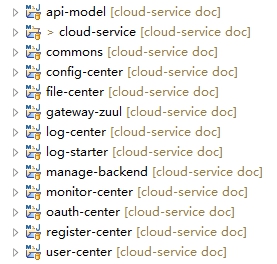 api-model [cloud-service doc]
> cloud-service [cloud-service doc]
commons [cloud-service doc]
config-center [cloud-service doc]
file-center [cloud-service doc]
gateway-zuul [cloud-service doc]
log-center [cloud-service doc]
log-starter [cloud-service doc]
manage-backend [cloud-service doc]
monitor-center [cloud-service doc]
oauth-center [cloud-service doc]
register-center [cloud-service doc]
user-center [cloud-service doc]